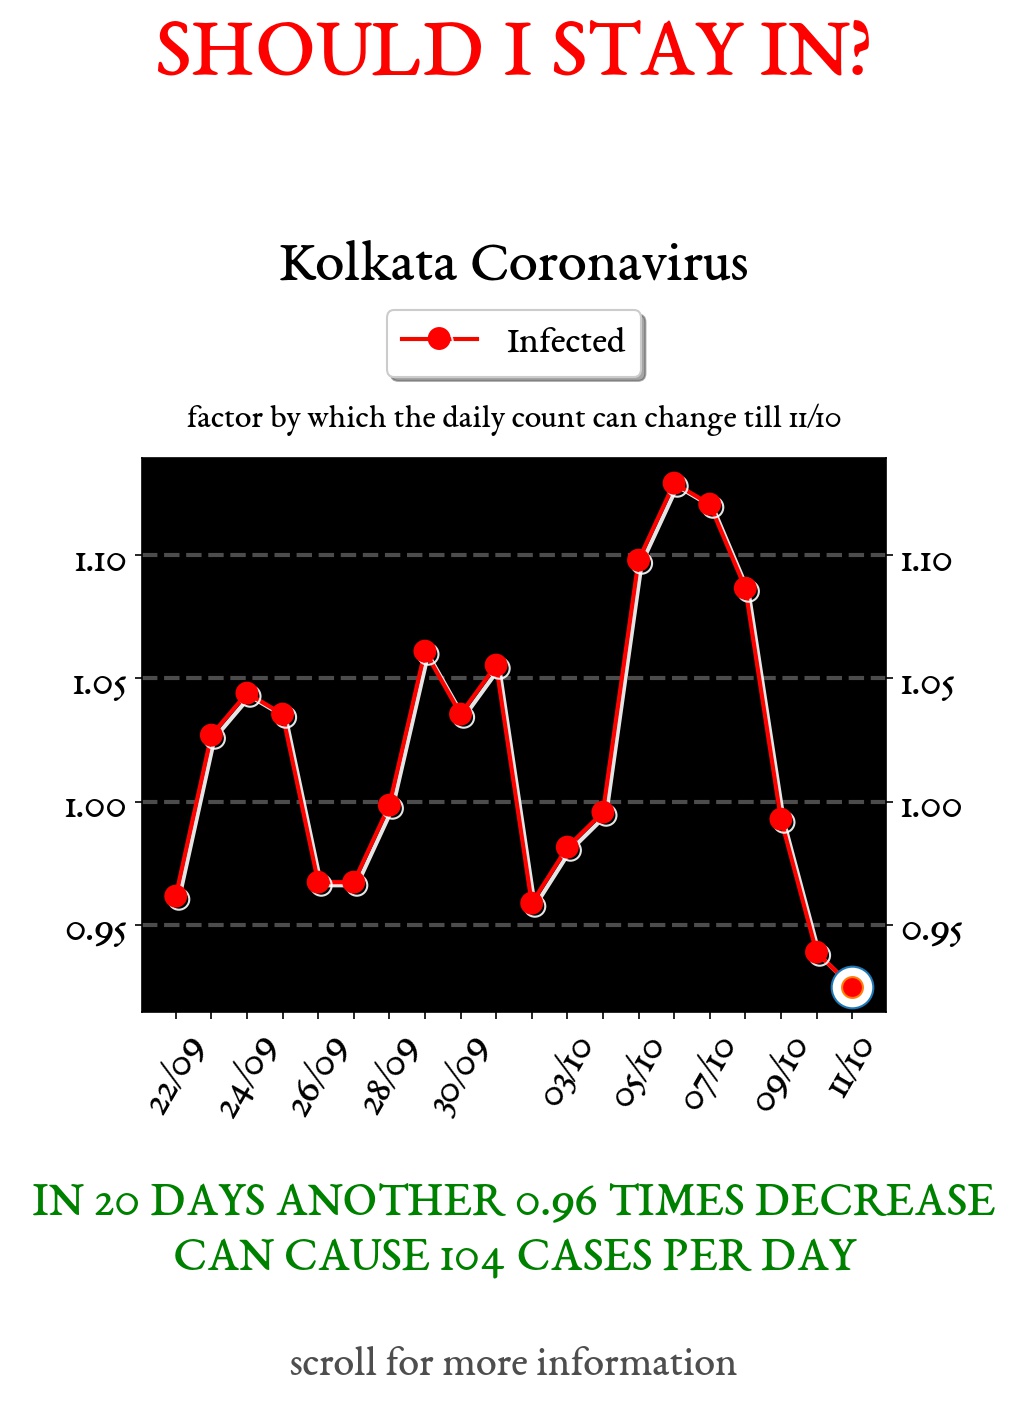 SHOULD I STAY IN?
Kolkata Coronavirus
Infected
factor by which the daily count can change till 11/10
1.10 1.10
1.05 1.05
1.00 1.00
0.95 0.95
22/09 24/09 26/09 28/09 30/09 03/10 05/10 07/10 09/10 11/10
IN 20 DAYS ANOTHER 0.96 TIMES DECREASE
CAN CAUSE 104 CASES PER DAY
scroll for more information